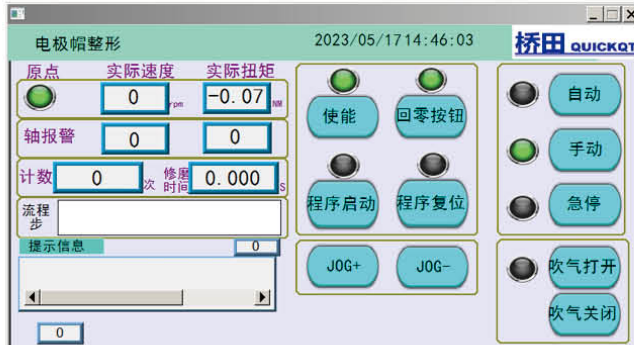 电极帽整形 2023/05/17 14:46:03 桥田 QUICKQT
原点 实际速度 实际扭矩
0 rpm -0.07 NM
轴报警 0 0
计数 0 次 修磨时间 0.000 s
流程步
提示信息 0
0
使能 回零按钮
程序启动 程序复位
JOG+ JOG-
自动
手动
急停
吹气打开
吹气关闭